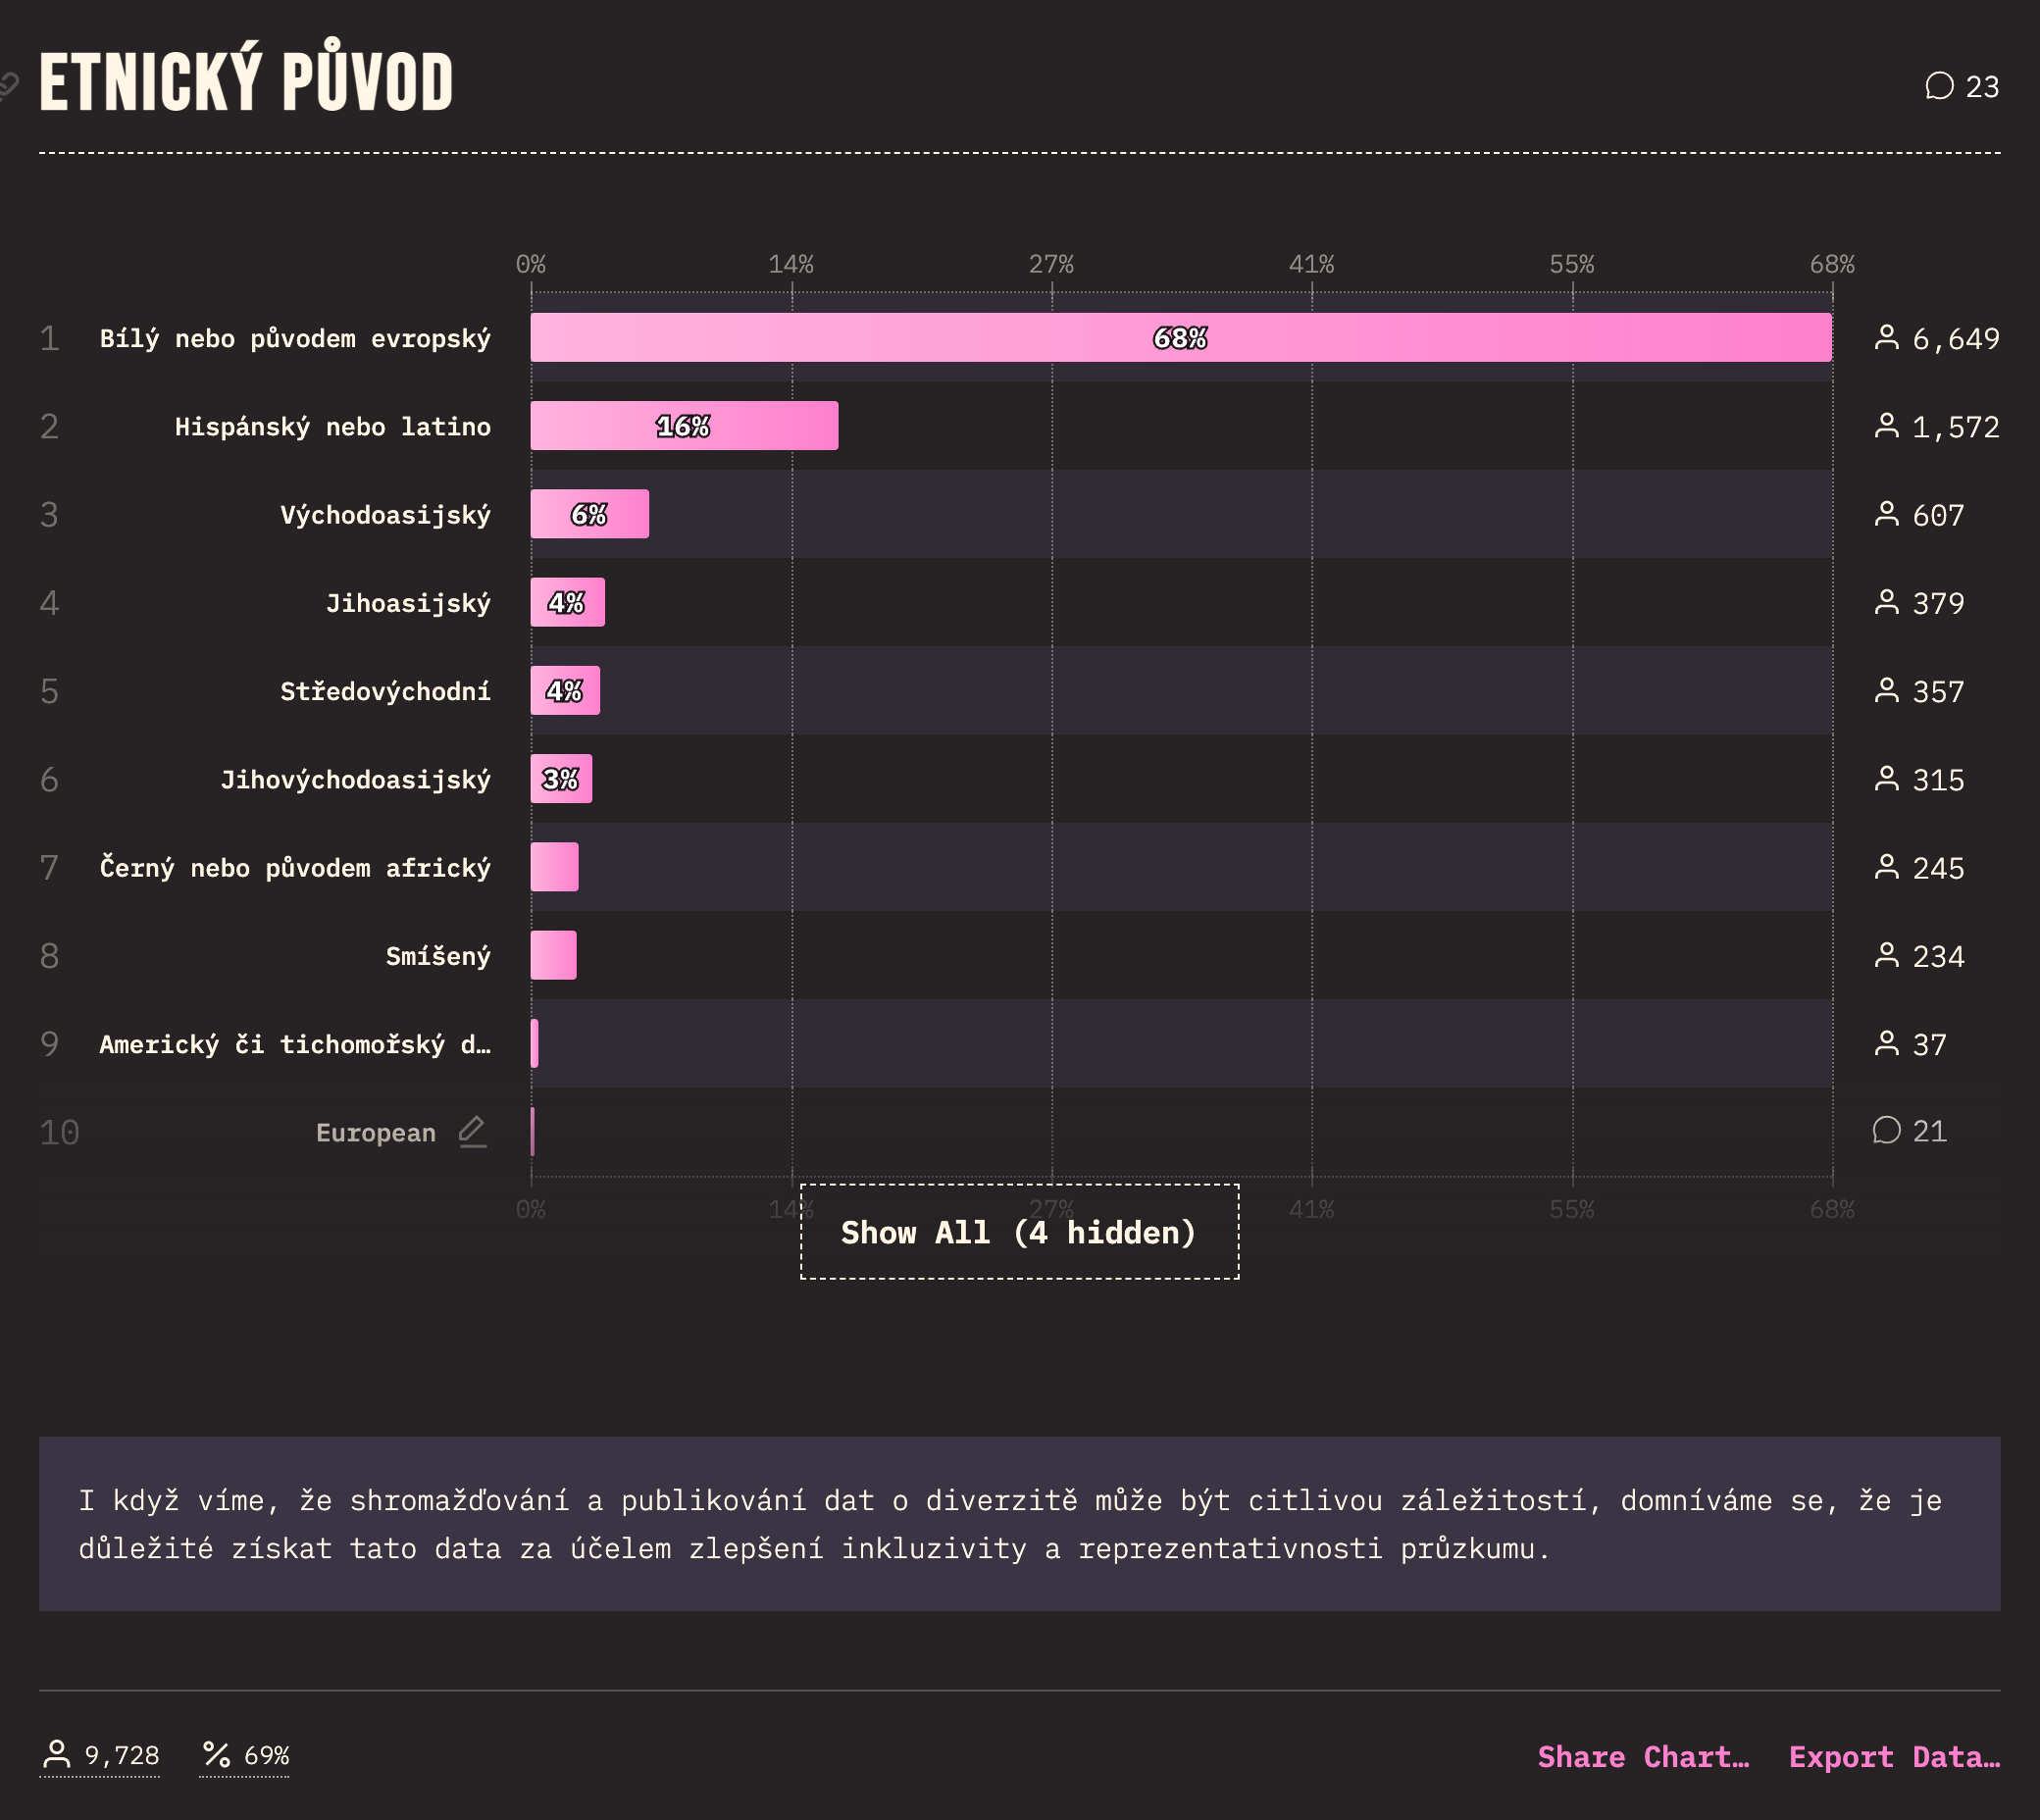 ETNICKÝ PŮVOD
23
0% 14% 27% 41% 55% 68%
1 Bílý nebo původem evropský 68% 6,649
2 Hispánský nebo latino 16% 1,572
3 Východoasijský 6% 607
4 Jihoasijský 4% 379
5 Středovýchodní 4% 357
6 Jihovýchodoasijský 3% 315
7 Černý nebo původem africký 245
8 Smíšený 234
9 Americký či tichomořský d… 37
10 European 21
0% 14% 27% 41% 55% 68%
Show All (4 hidden)
I když víme, že shromažďování a publikování dat o diverzitě může být citlivou záležitostí, domníváme se, že je
důležité získat tato data za účelem zlepšení inkluzivity a reprezentativnosti průzkumu.
9,728 69% Share Chart… Export Data…